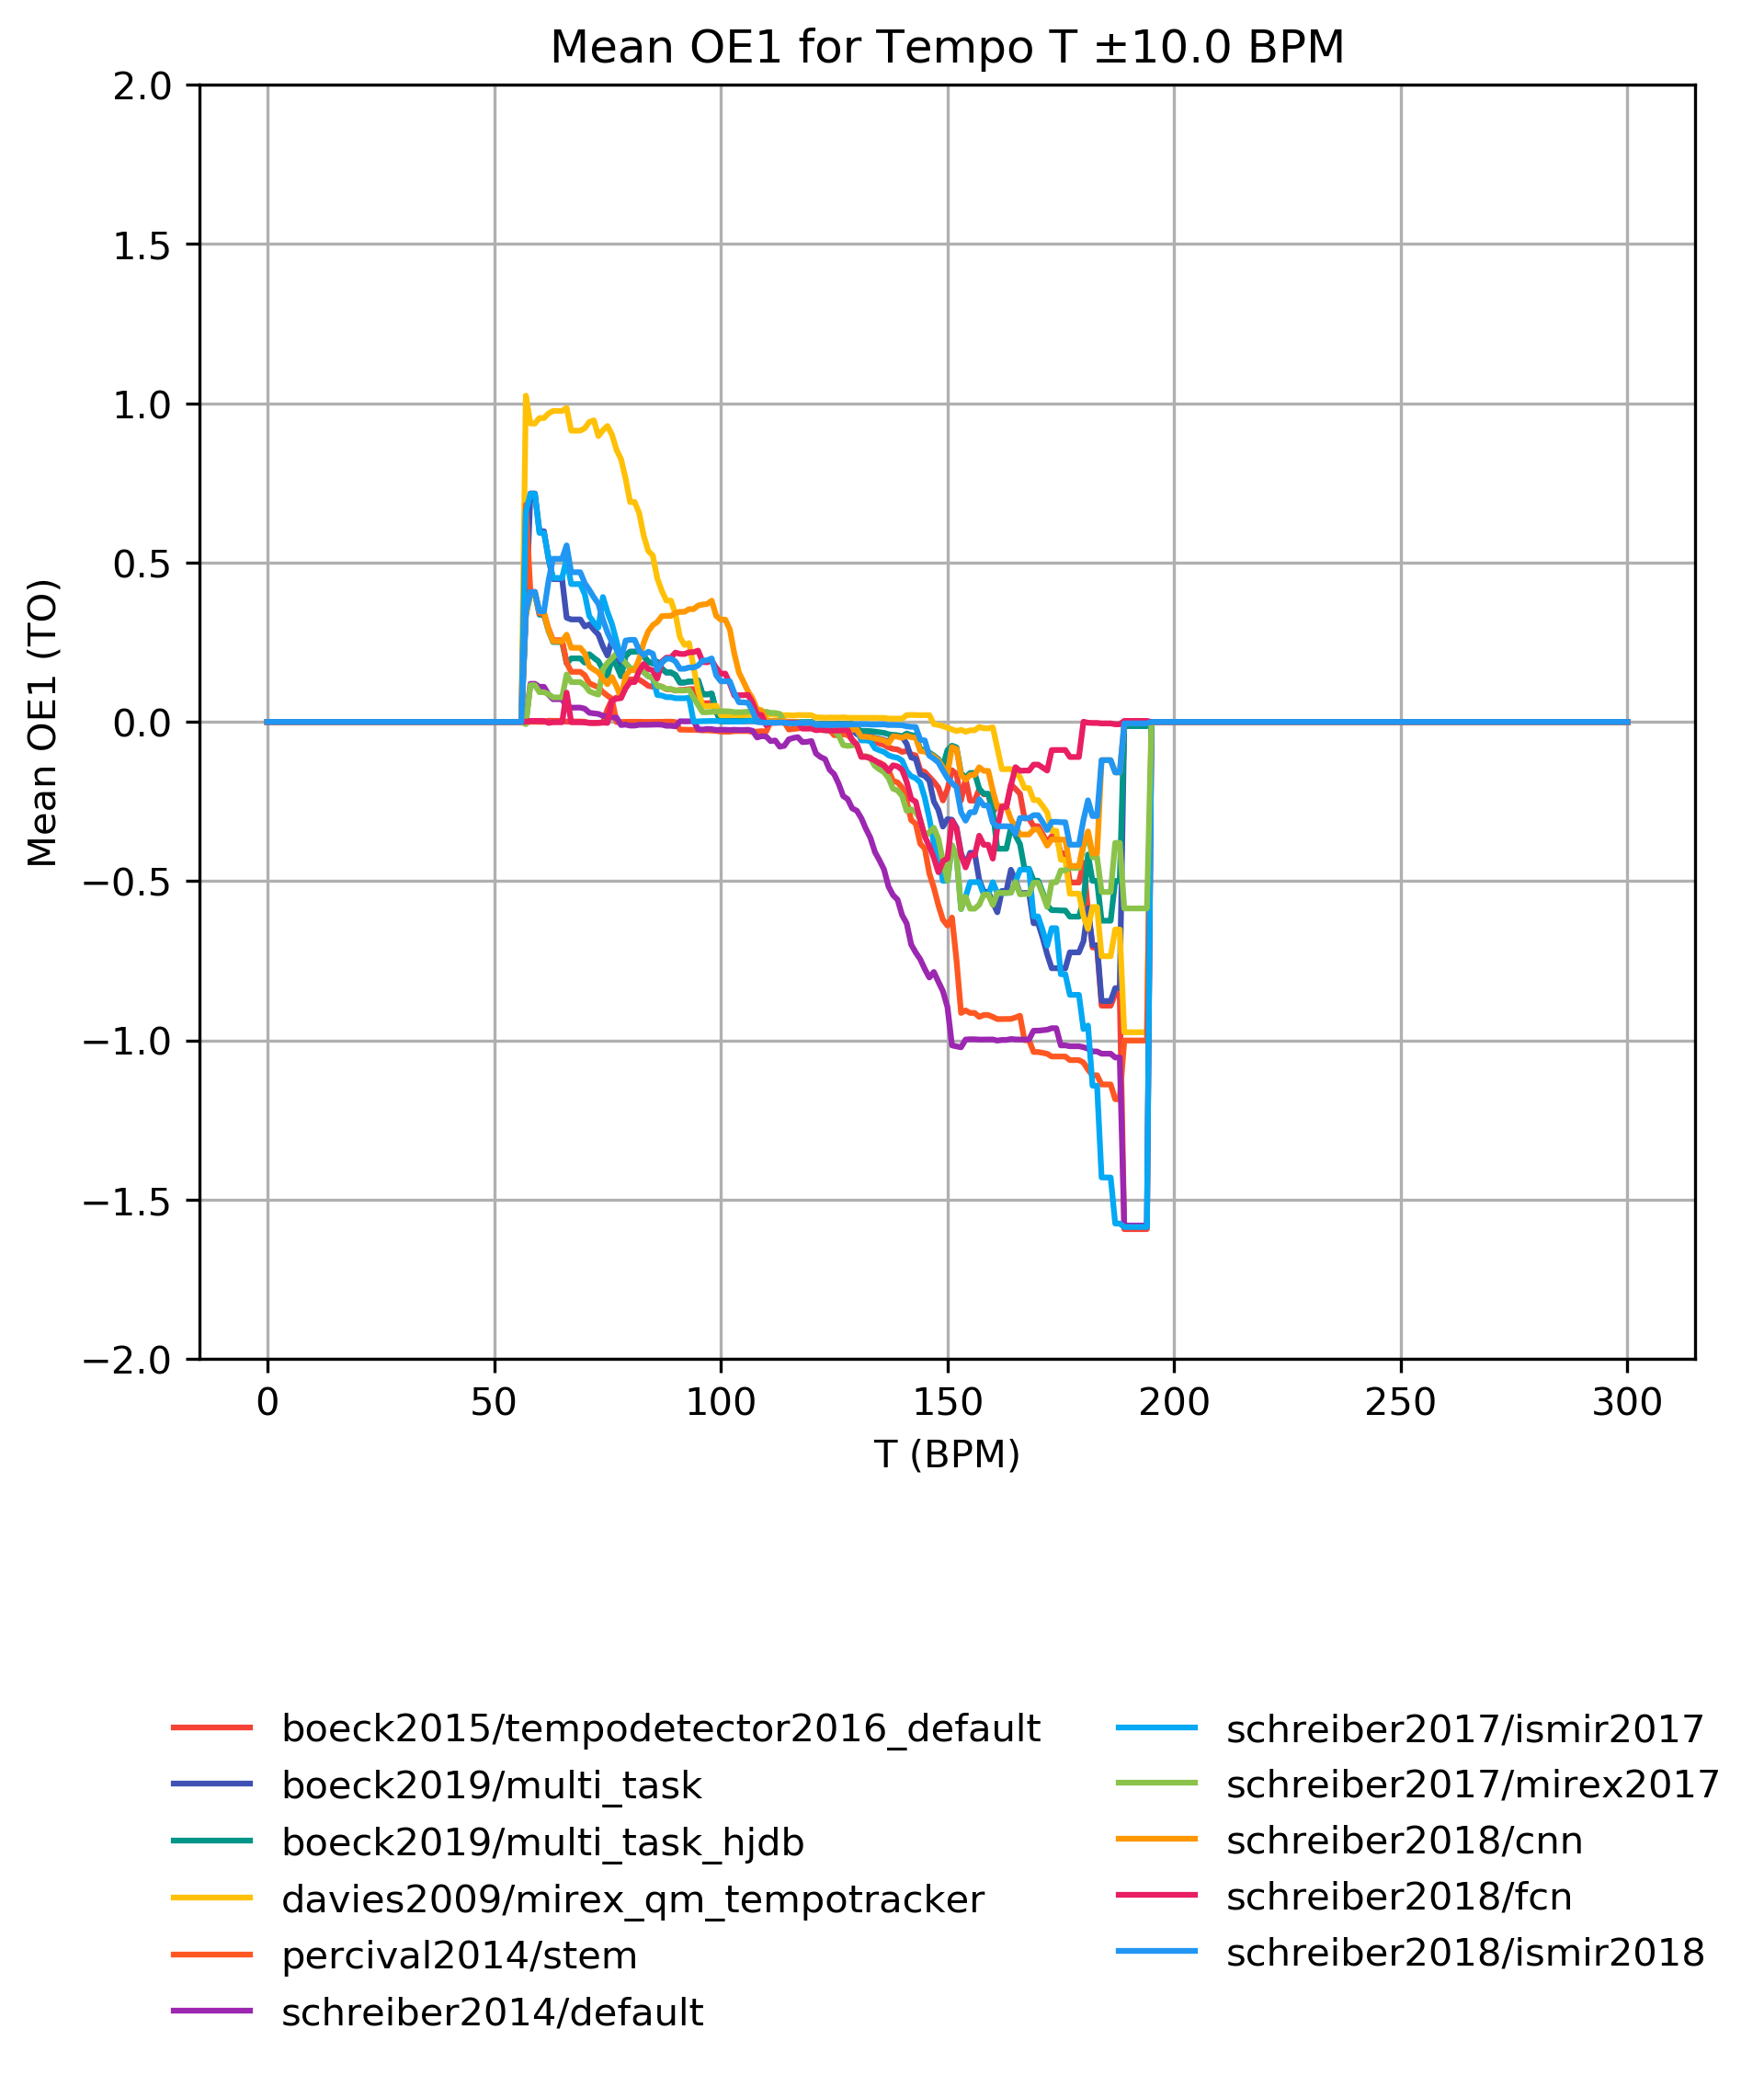 Mean OE1 for Tempo T ±10.0 BPM
2.0
1.5
1.0
0.5
0.0
−0.5
−1.0
−1.5
−2.0
Mean OE1 (TO)
0 50 100 150 200 250 300
T (BPM)
boeck2015/tempodetector2016_default
boeck2019/multi_task
boeck2019/multi_task_hjdb
davies2009/mirex_qm_tempotracker
percival2014/stem
schreiber2014/default
schreiber2017/ismir2017
schreiber2017/mirex2017
schreiber2018/cnn
schreiber2018/fcn
schreiber2018/ismir2018